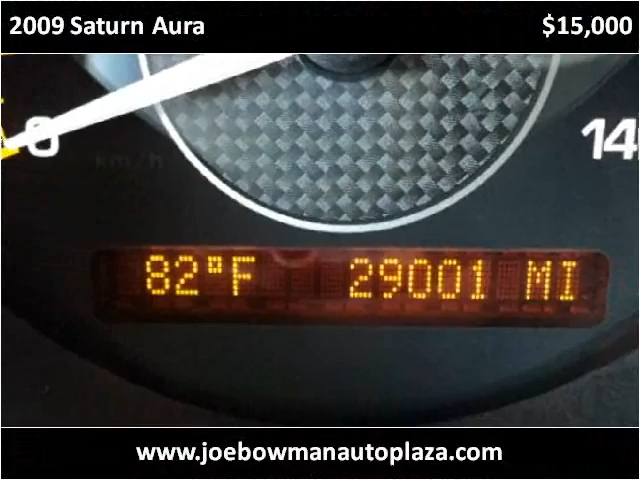 2009 Saturn Aura $15,000
0 14
km/h
82°F 29001 MI
www.joebowmanautoplaza.com